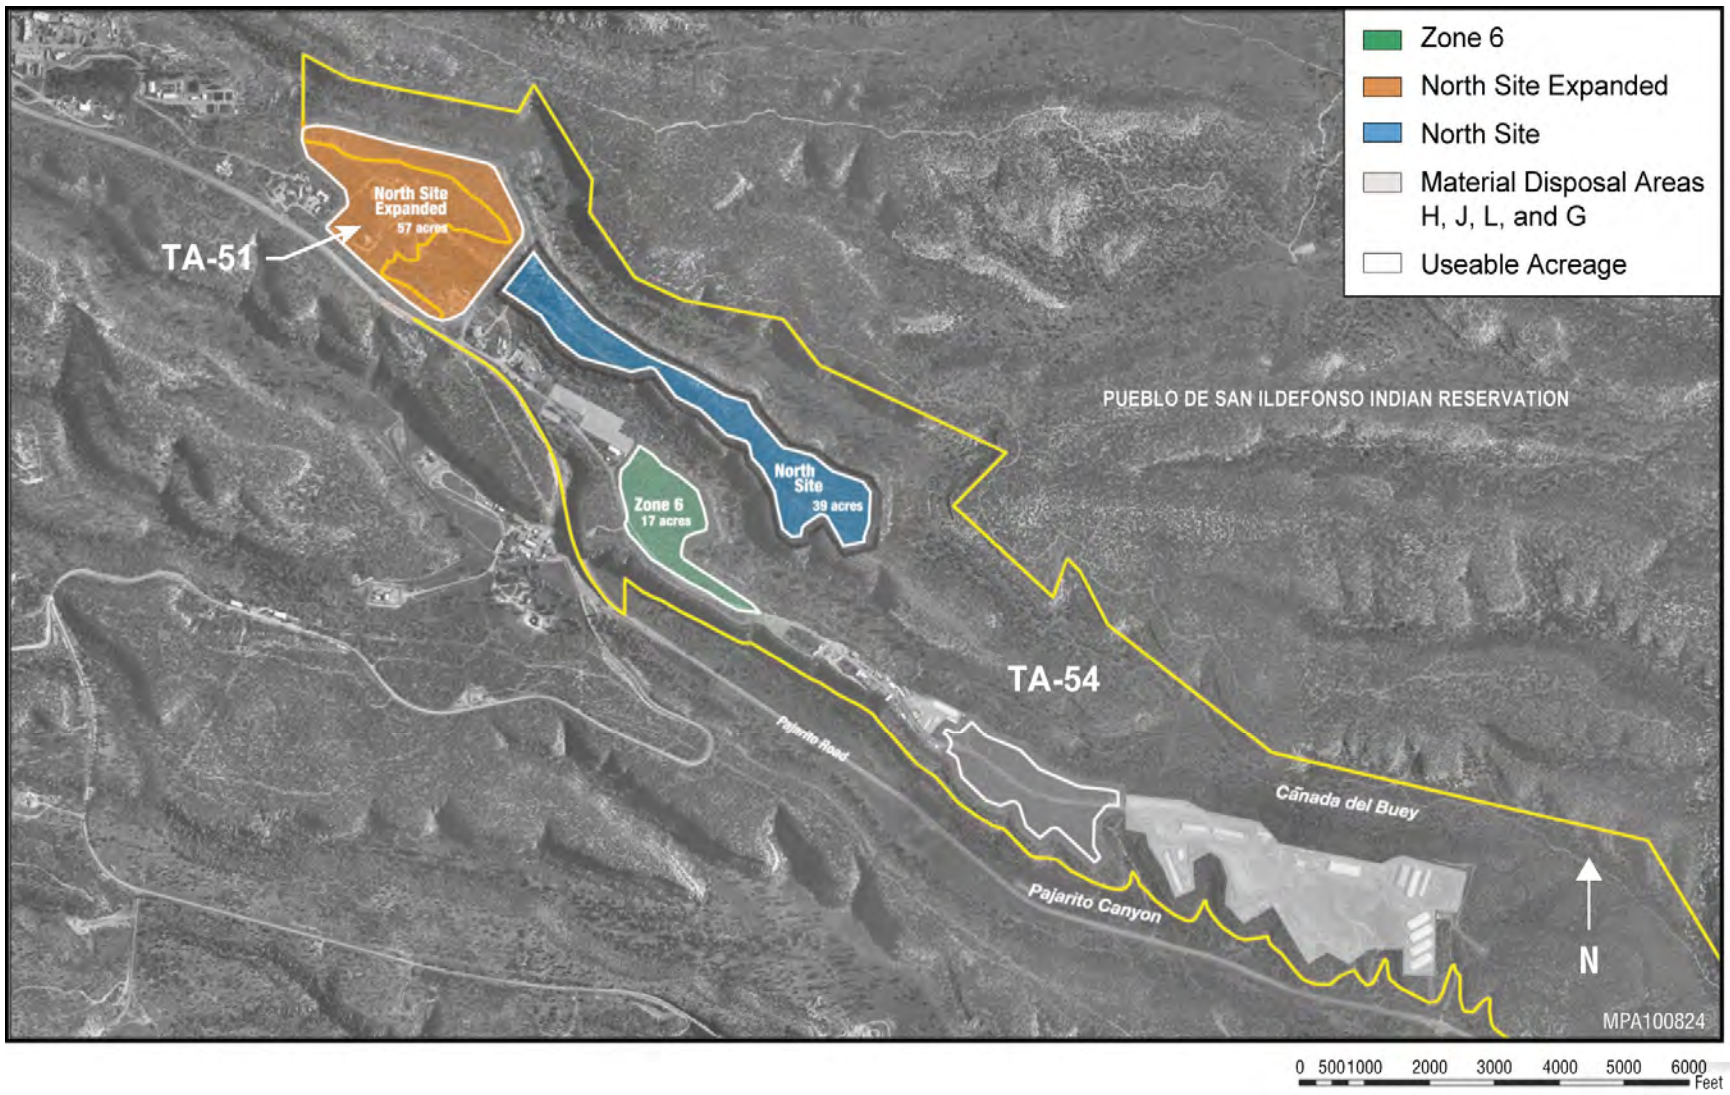 Zone 6
North Site Expanded
North Site
Material Disposal Areas
H, J, L, and G
Useable Acreage
North Site
Expanded
57 acres
TA-51
PUEBLO DE SAN ILDEFONSO INDIAN RESERVATION
North
Site
39 acres
Zone 6
17 acres
TA-54
Pajarito Road
Cañada del Buey
Pajarito Canyon
N
MPA100824
0 500 1000 2000 3000 4000 5000 6000
Feet